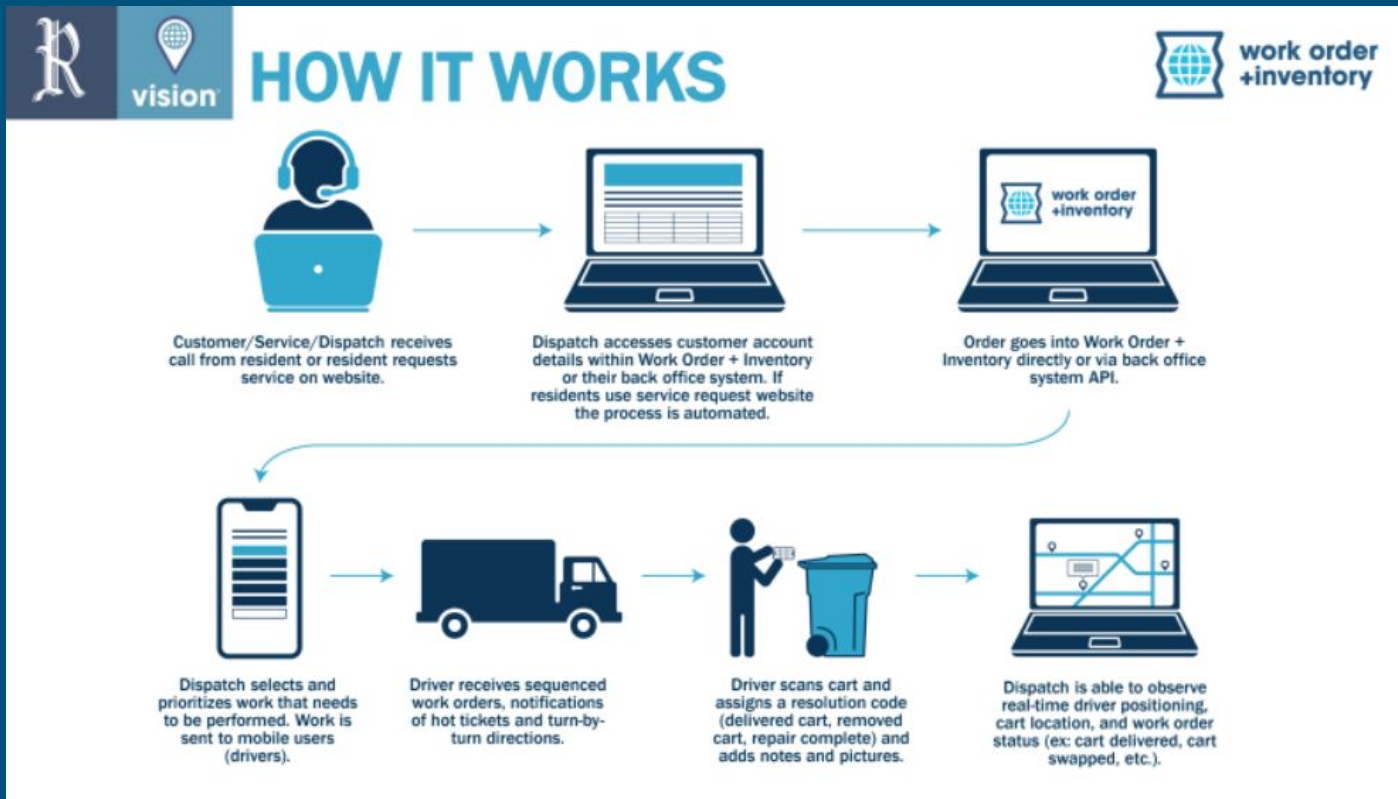 R
vision
HOW IT WORKS
work order
+inventory
work order
+inventory
Customer/Service/Dispatch receives
call from resident or resident requests
service on website.
Dispatch accesses customer account
details within Work Order + Inventory
or their back office system. If
residents use service request website
the process is automated.
Order goes into Work Order +
Inventory directly or via back office
system API.
Dispatch selects and
prioritizes work that needs
to be performed. Work is
sent to mobile users
(drivers).
Driver receives sequenced
work orders, notifications
of hot tickets and turn-by-
turn directions.
Driver scans cart and
assigns a resolution code
(delivered cart, removed
cart, repair complete) and
adds notes and pictures.
Dispatch is able to observe
real-time driver positioning,
cart location, and work order
status (ex: cart delivered, cart
swapped, etc.).